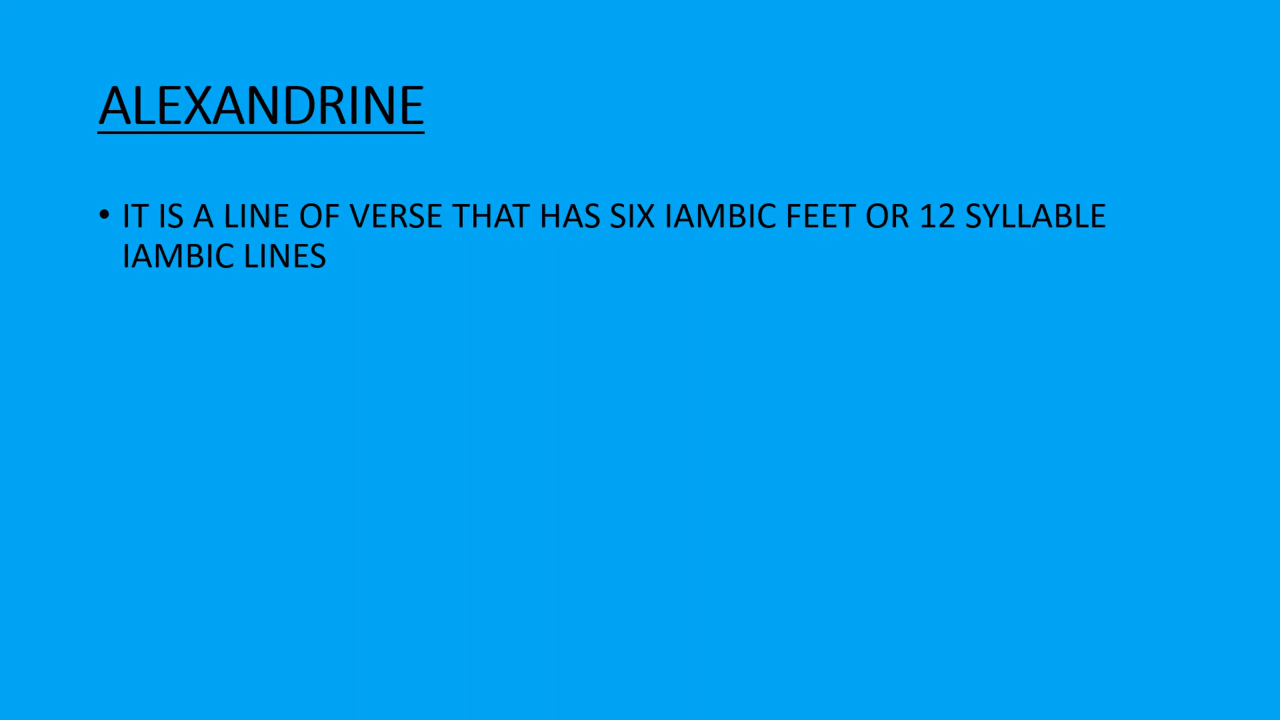 ALEXANDRINE
• IT IS A LINE OF VERSE THAT HAS SIX IAMBIC FEET OR 12 SYLLABLE
IAMBIC LINES